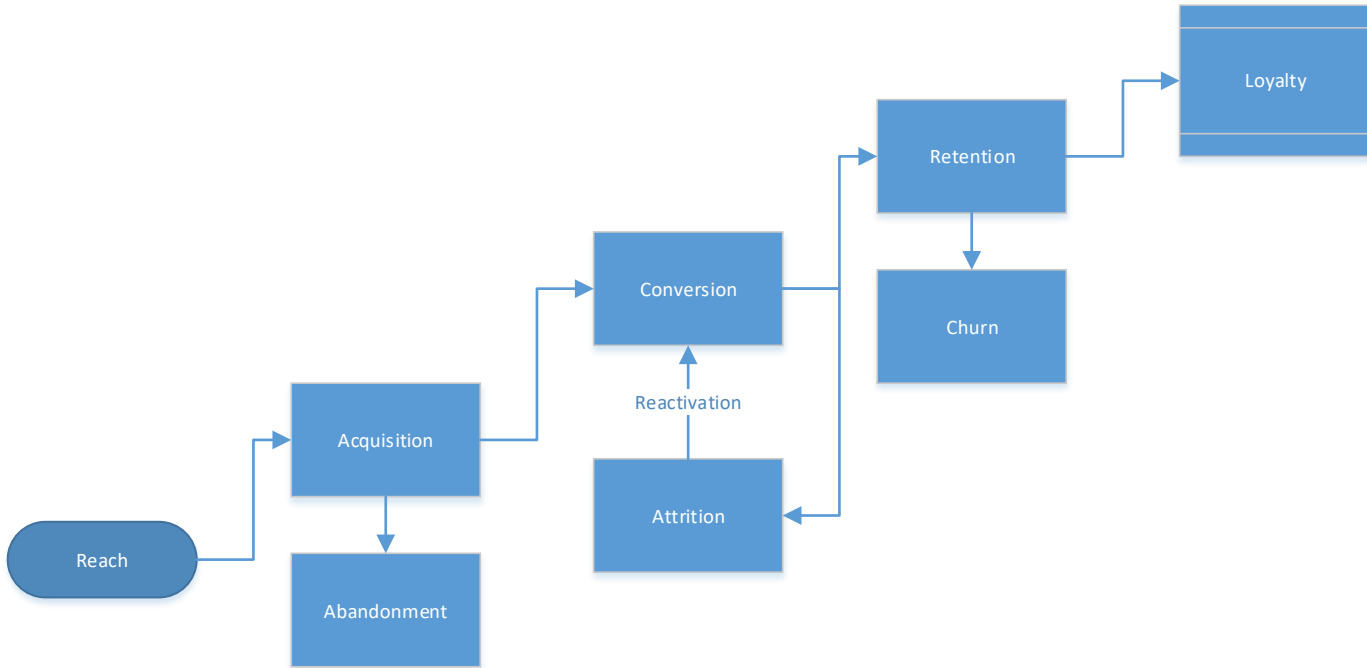 Loyalty
Retention
Conversion
Churn
Reactivation
Acquisition
Attrition
Reach
Abandonment